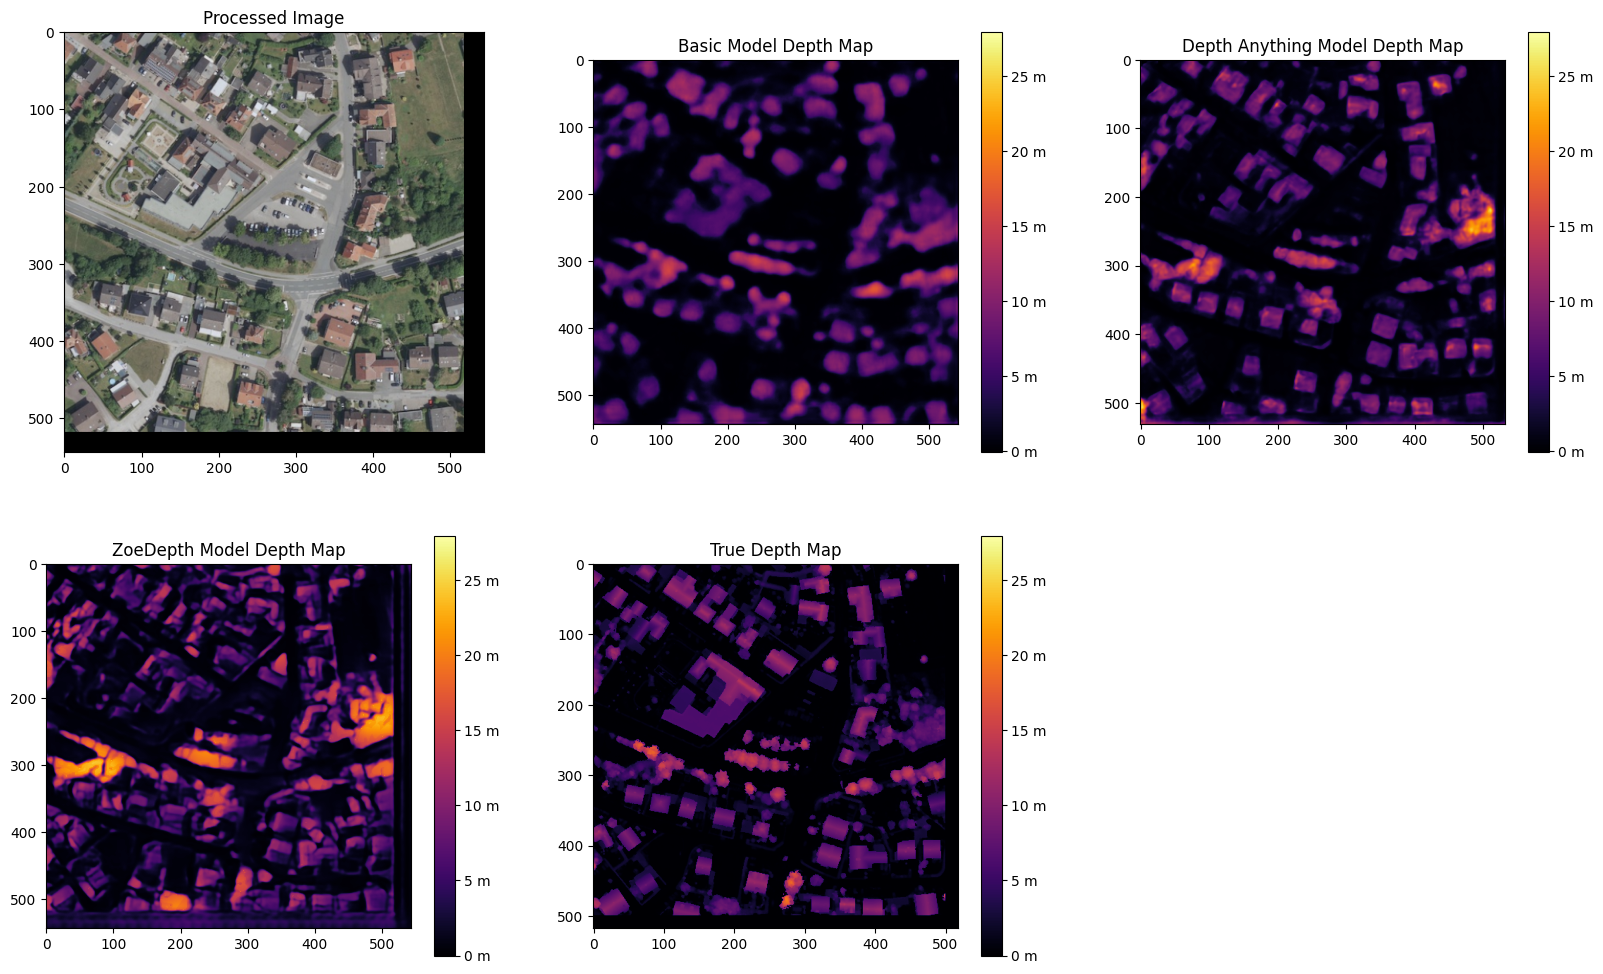 Processed Image
0
100
200
300
400
500
0 100 200 300 400 500
Basic Model Depth Map
0
100
200
300
400
500
0 100 200 300 400 500
25 m
20 m
15 m
10 m
5 m
0 m
Depth Anything Model Depth Map
0
100
200
300
400
500
0 100 200 300 400 500
25 m
20 m
15 m
10 m
5 m
0 m
ZoeDepth Model Depth Map
0
100
200
300
400
500
0 100 200 300 400 500
25 m
20 m
15 m
10 m
5 m
0 m
True Depth Map
0
100
200
300
400
500
0 100 200 300 400 500
25 m
20 m
15 m
10 m
5 m
0 m